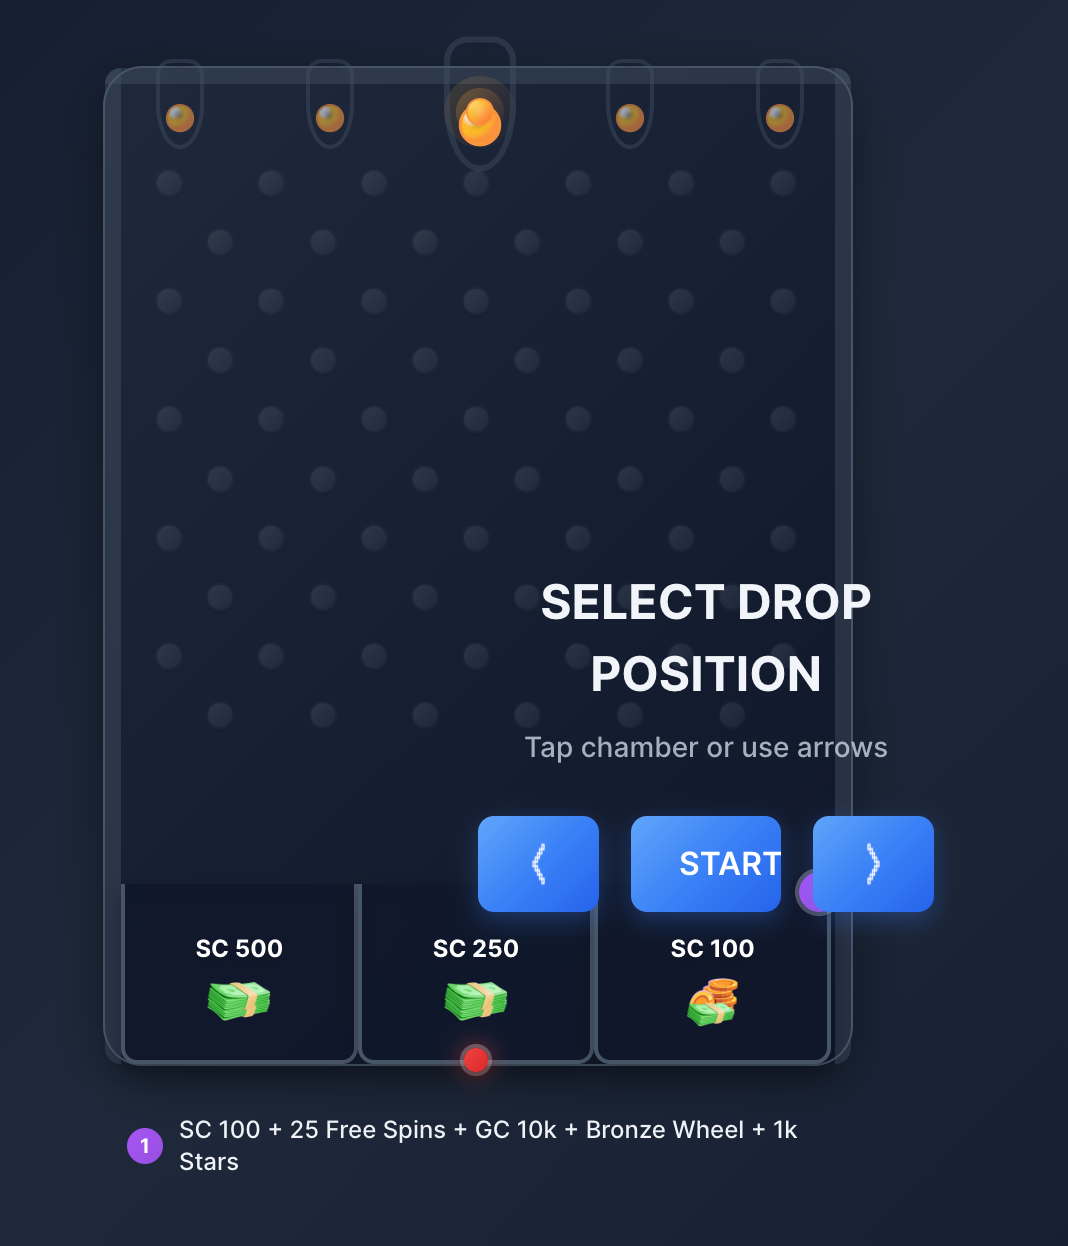 SELECT DROP
POSITION
Tap chamber or use arrows
START
SC 500
SC 250
SC 100
1
SC 100 + 25 Free Spins + GC 10k + Bronze Wheel + 1k
Stars